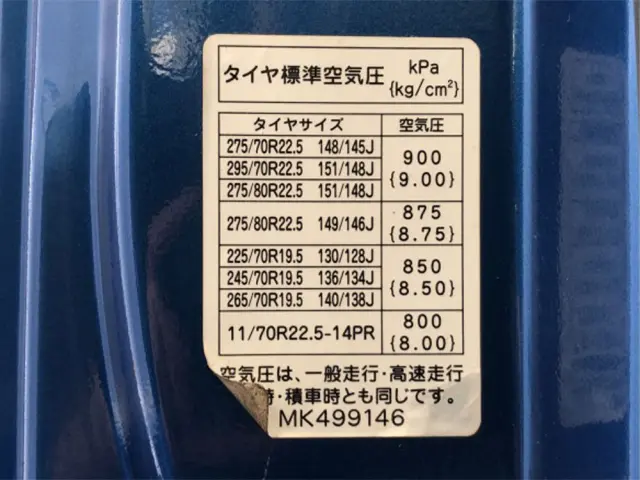 タイヤ標準空気圧 kPa
{kg/cm²}
タイヤサイズ 空気圧
275/70R22.5 148/145J
295/70R22.5 151/148J
275/80R22.5 151/148J
900
{9.00}
275/80R22.5 149/146J
875
{8.75}
225/70R19.5 130/128J
245/70R19.5 136/134J
265/70R19.5 140/138J
850
{8.50}
11/70R22.5-14PR
800
{8.00}
空気圧は、一般走行・高速走行
時・積車時とも同じです。
MK499146